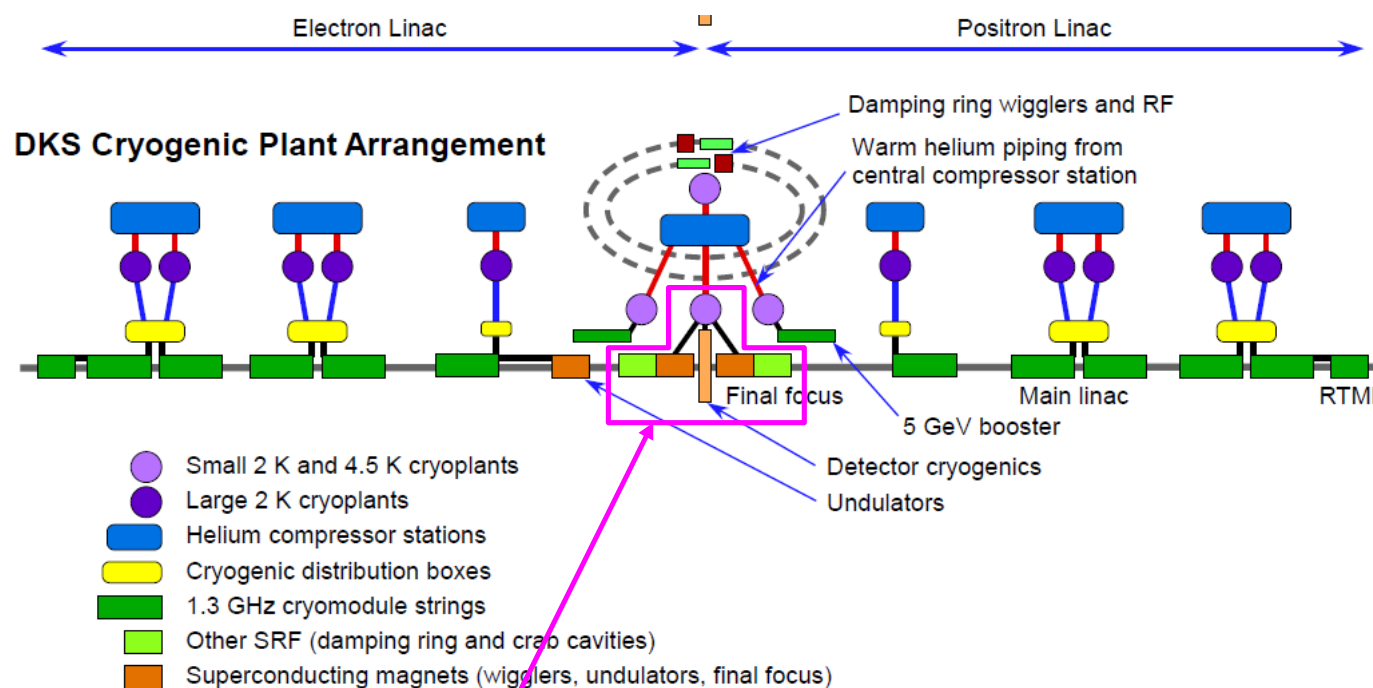 Electron Linac
Positron Linac
DKS Cryogenic Plant Arrangement
Damping ring wigglers and RF
Warm helium piping from
central compressor station
Final focus
Main linac
RTMI
5 GeV booster
Detector cryogenics
Undulators
Small 2 K and 4.5 K cryoplants
Large 2 K cryoplants
Helium compressor stations
Cryogenic distribution boxes
1.3 GHz cryomodule strings
Other SRF (damping ring and crab cavities)
Superconducting magnets (wigglers, undulators, final focus)